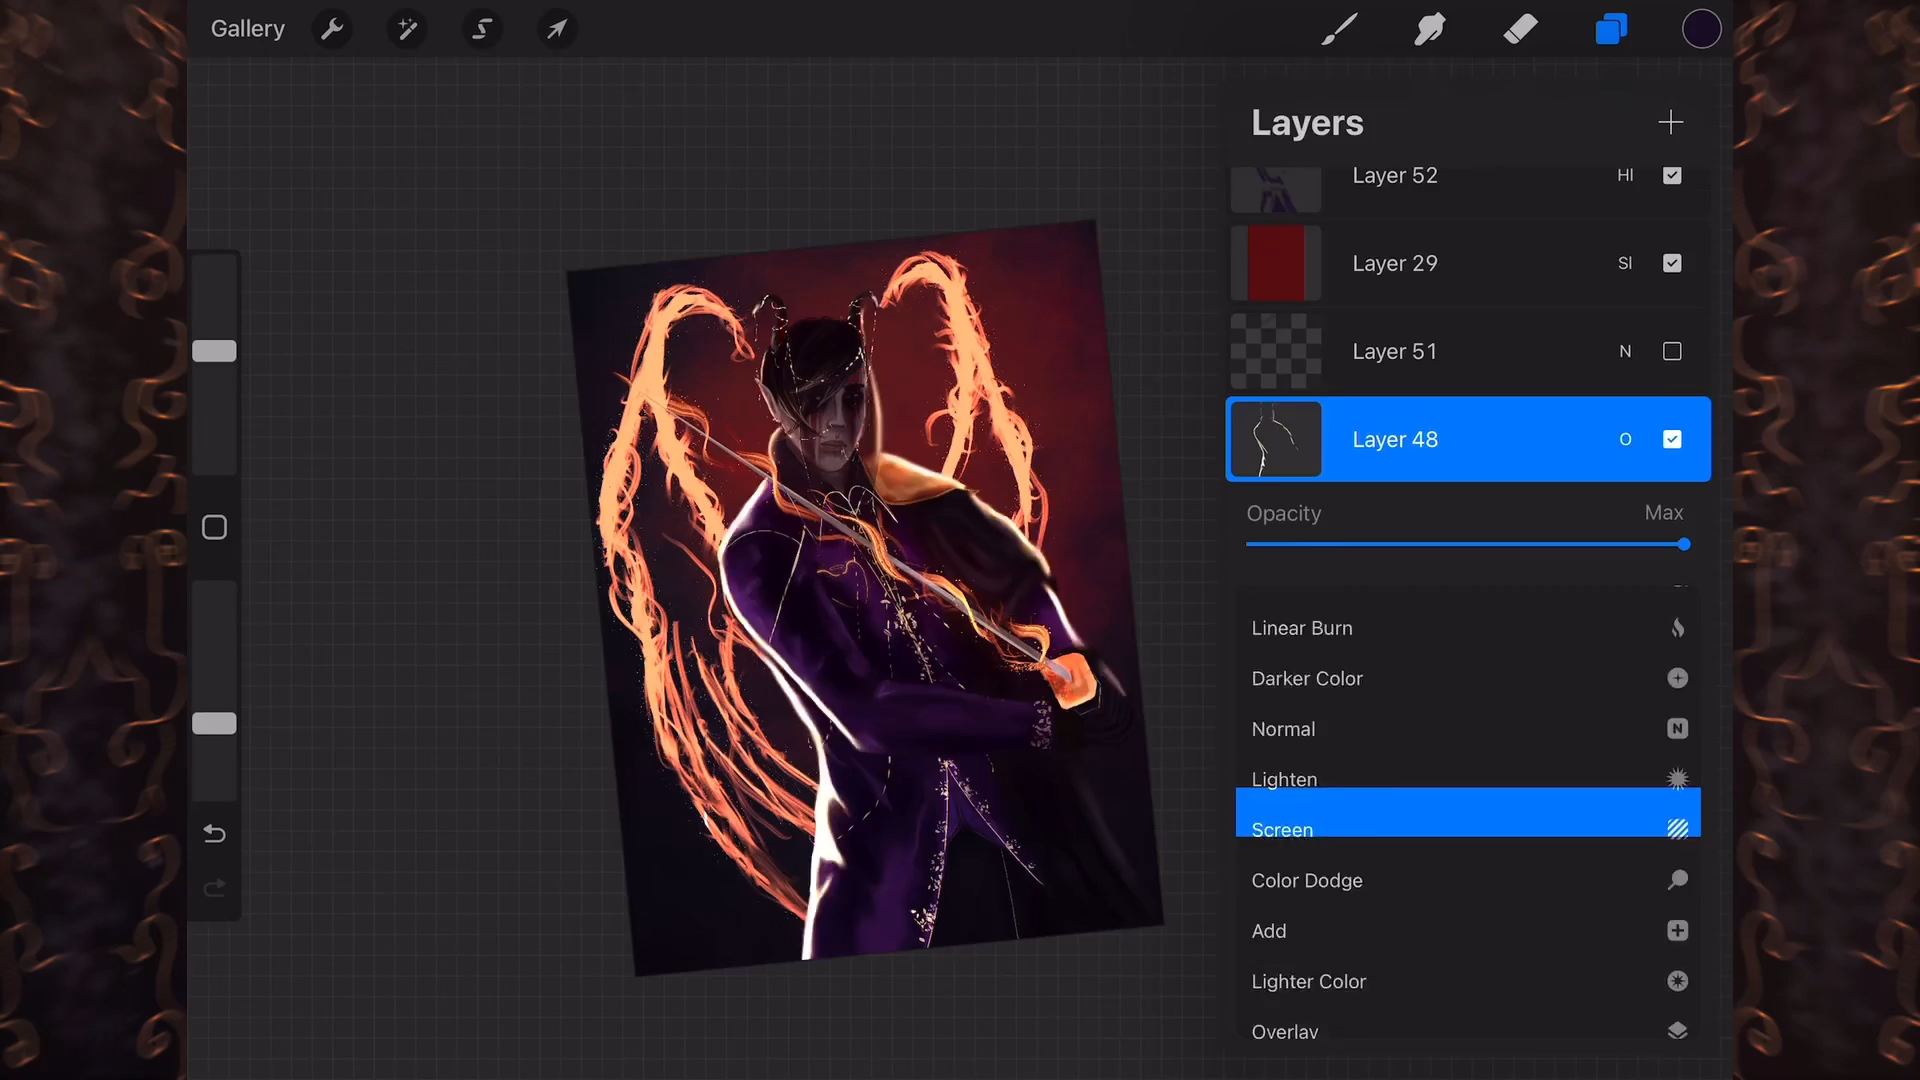 Gallery
Layers
Layer 52 HI
Layer 29 SI
Layer 51 N
Layer 48 O
Opacity Max
Linear Burn
Darker Color
Normal N
Lighten
Screen
Color Dodge
Add
Lighter Color
Overlay